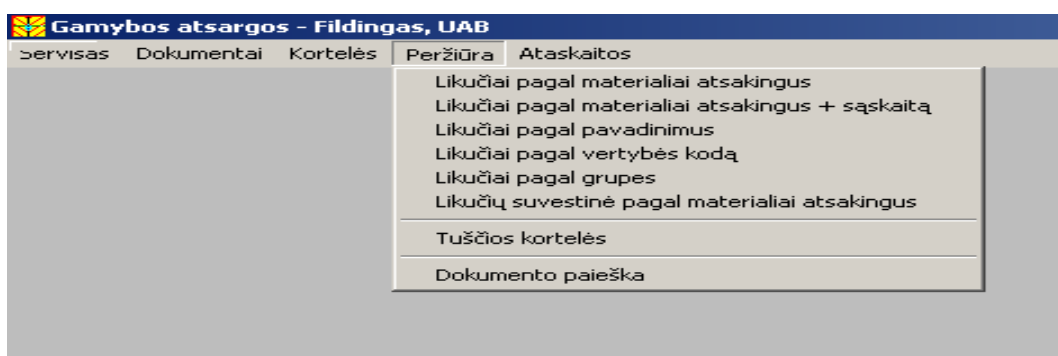 Gamybos atsargos - Fildingas, UAB
Servisas Dokumentai Kortelės Peržiūra Ataskaitos
Likučiai pagal materialiai atsakingus
Likučiai pagal materialiai atsakingus + sąskaitą
Likučiai pagal pavadinimus
Likučiai pagal vertybės kodą
Likučiai pagal grupes
Likučių suvestinė pagal materialiai atsakingus
Tuščios kortelės
Dokumento paieška